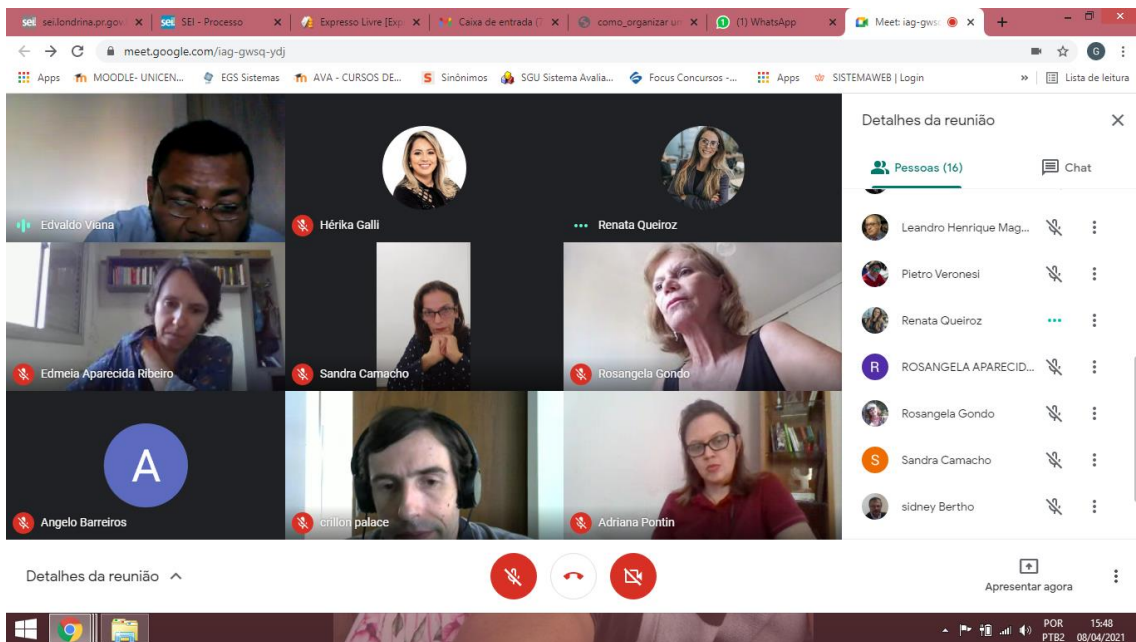 sei.londrina.pr.gov
SEI - Processo
Expresso Livre [Exp
Caixa de entrada (
como_organizar um
(1) WhatsApp
Meet: iag-gws
meet.google.com/iag-gwsq-ydj
G
Apps
MOODLE- UNICEN...
EGS Sistemas
AVA - CURSOS DE...
Sinônimos
SGU Sistema Avalia...
Focus Concursos -...
Apps
SISTEMAWEB | Login
»
Lista de leitura
Edvaldo Viana
Hérika Galli
Renata Queiroz
Edmeia Aparecida Ribeiro
Sandra Camacho
Rosangela Gondo
A
Angelo Barreiros
crillon palace
Adriana Pontin
Detalhes da reunião
Pessoas (16)
Chat
Leandro Henrique Mag...
Pietro Veronesi
Renata Queiroz
R
ROSANGELA APARECID...
Rosangela Gondo
S
Sandra Camacho
sidney Bertho
Detalhes da reunião
Apresentar agora
POR
PTB2
15:48
08/04/2021